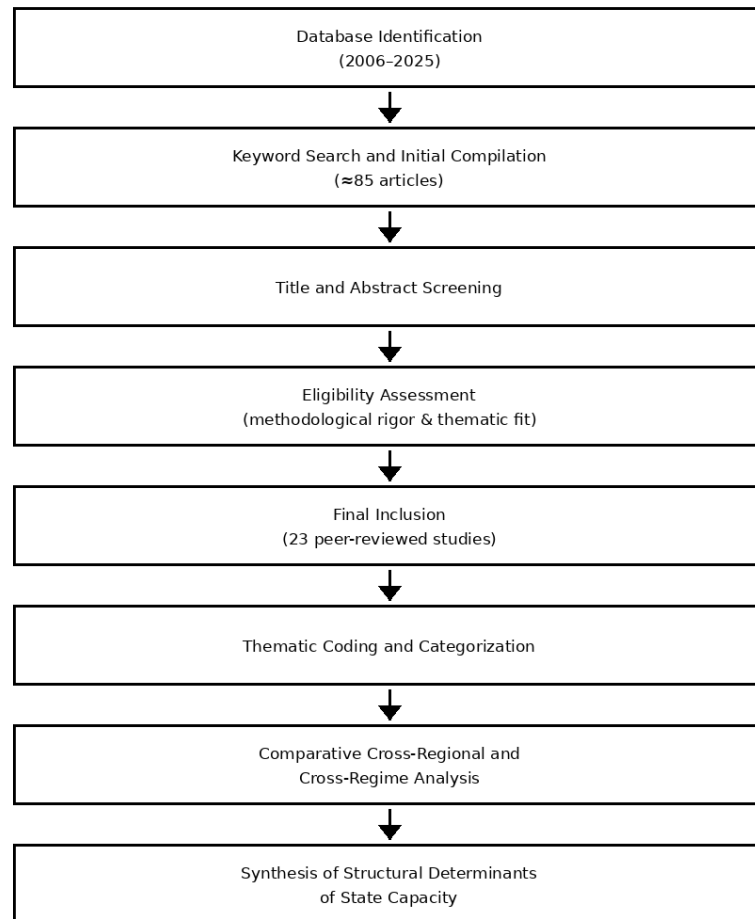 Database Identification
(2006–2025)
Keyword Search and Initial Compilation
(≈85 articles)
Title and Abstract Screening
Eligibility Assessment
(methodological rigor & thematic fit)
Final Inclusion
(23 peer-reviewed studies)
Thematic Coding and Categorization
Comparative Cross-Regional and
Cross-Regime Analysis
Synthesis of Structural Determinants
of State Capacity